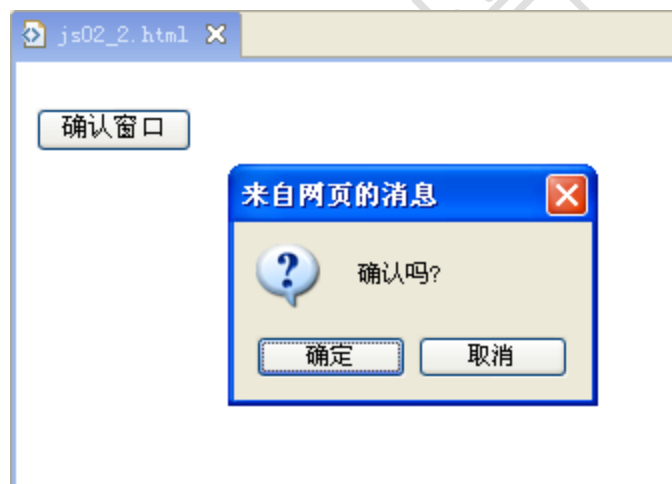 js02_2.html
确认窗口
来自网页的消息
确认吗?
确定
取消